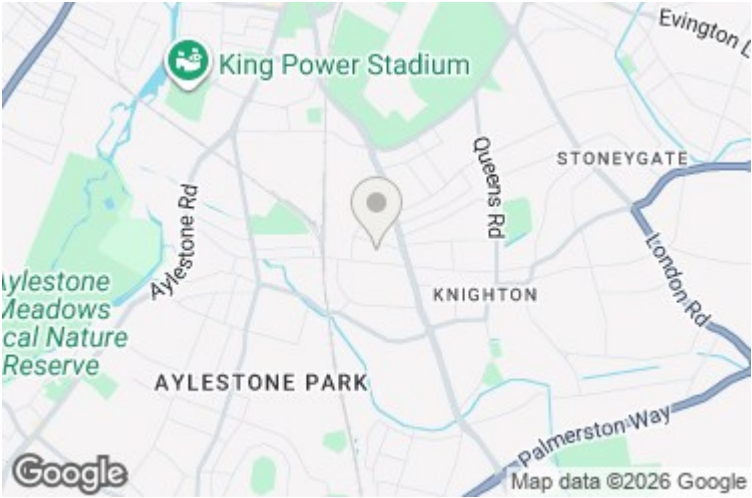 Evington L
King Power Stadium
Queens Rd
STONEYGATE
Aylestone Rd
London Rd
Aylestone
Meadows
cal Nature
Reserve
KNIGHTON
AYLESTONE PARK
Palmerston Way
Google
Map data ©2026 Google